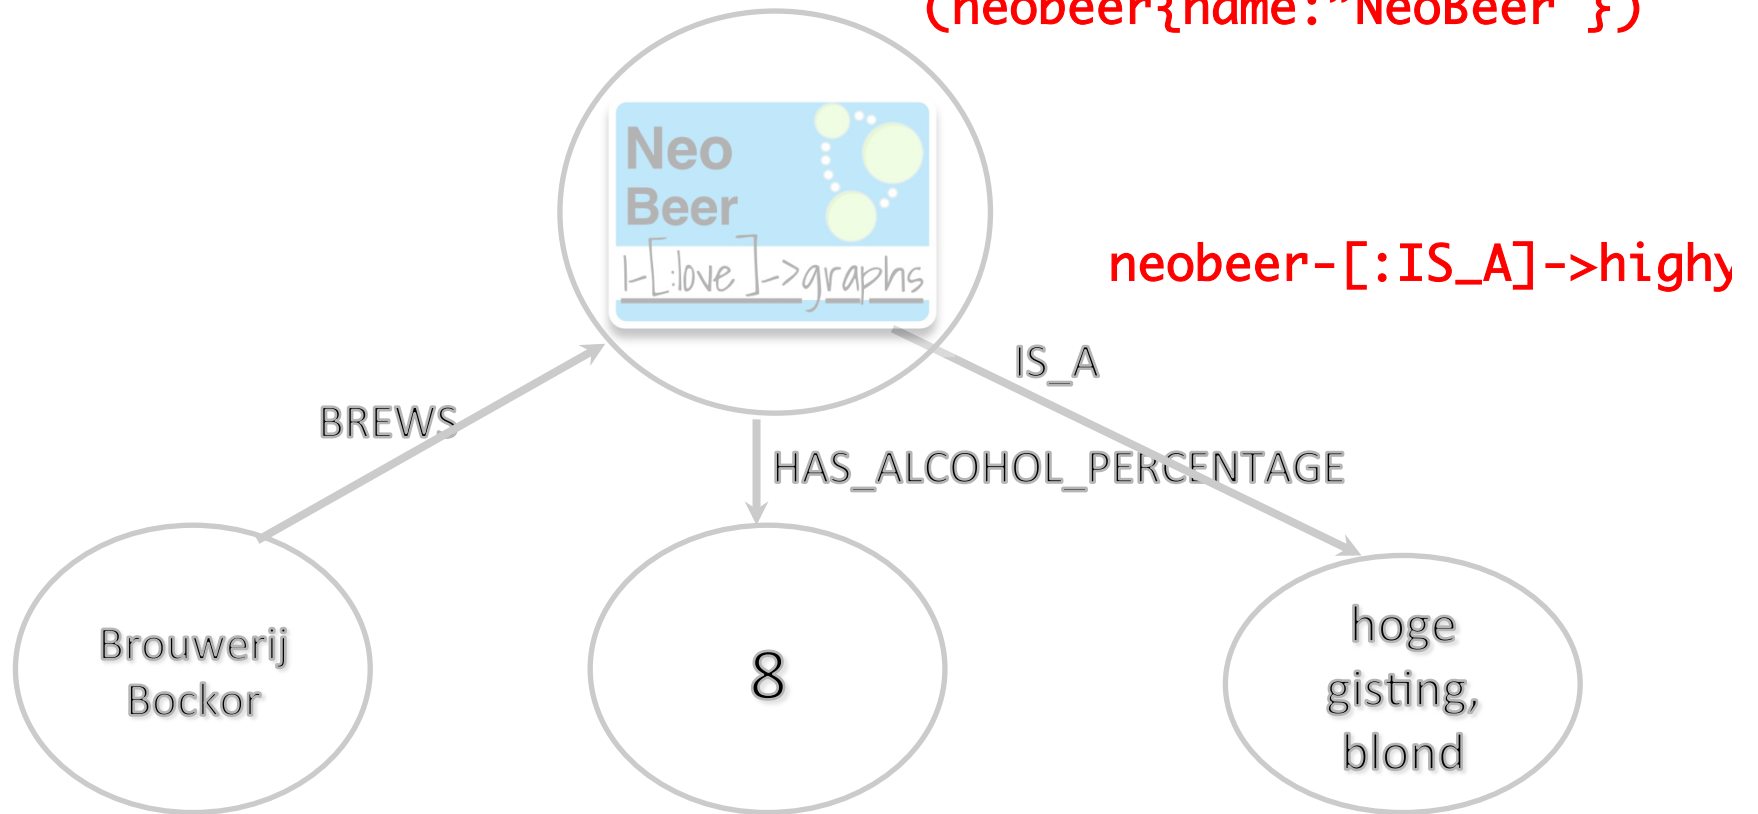 (neobeer{name:"NeoBeer"})
Neo
Beer
I-[:love]->graphs
neobeer-[:IS_A]->highy
IS_A
BREWS
HAS_ALCOHOL_PERCENTAGE
Brouwerij
Bockor
8
hoge
gisting,
blond